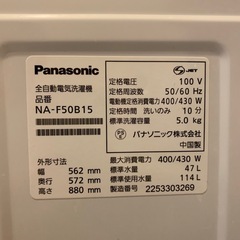 Panasonic
全自動電気洗濯機
品番
NA-F50B15
外形寸法
幅 562 mm
奥行 572 mm
高さ 880 mm
JET
定格電圧 100 V
定格周波数 50/60 Hz
電動機定格消費電力 400/430 W
定格時間 洗いのみ 10 分
標準洗濯容量 5.0 kg
パナソニック株式会社
中国製
最大消費電力 400/430 W
標準水量 47 L
標準使用水量 114 L
製造番号 2253303269